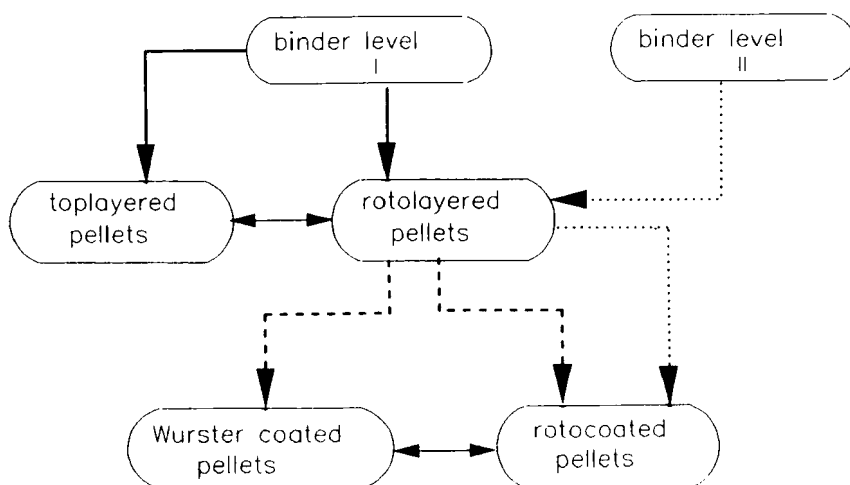 binder level
I
binder level
II
toplayered
pellets
rotolayered
pellets
Wurster coated
pellets
rotocoated
pellets